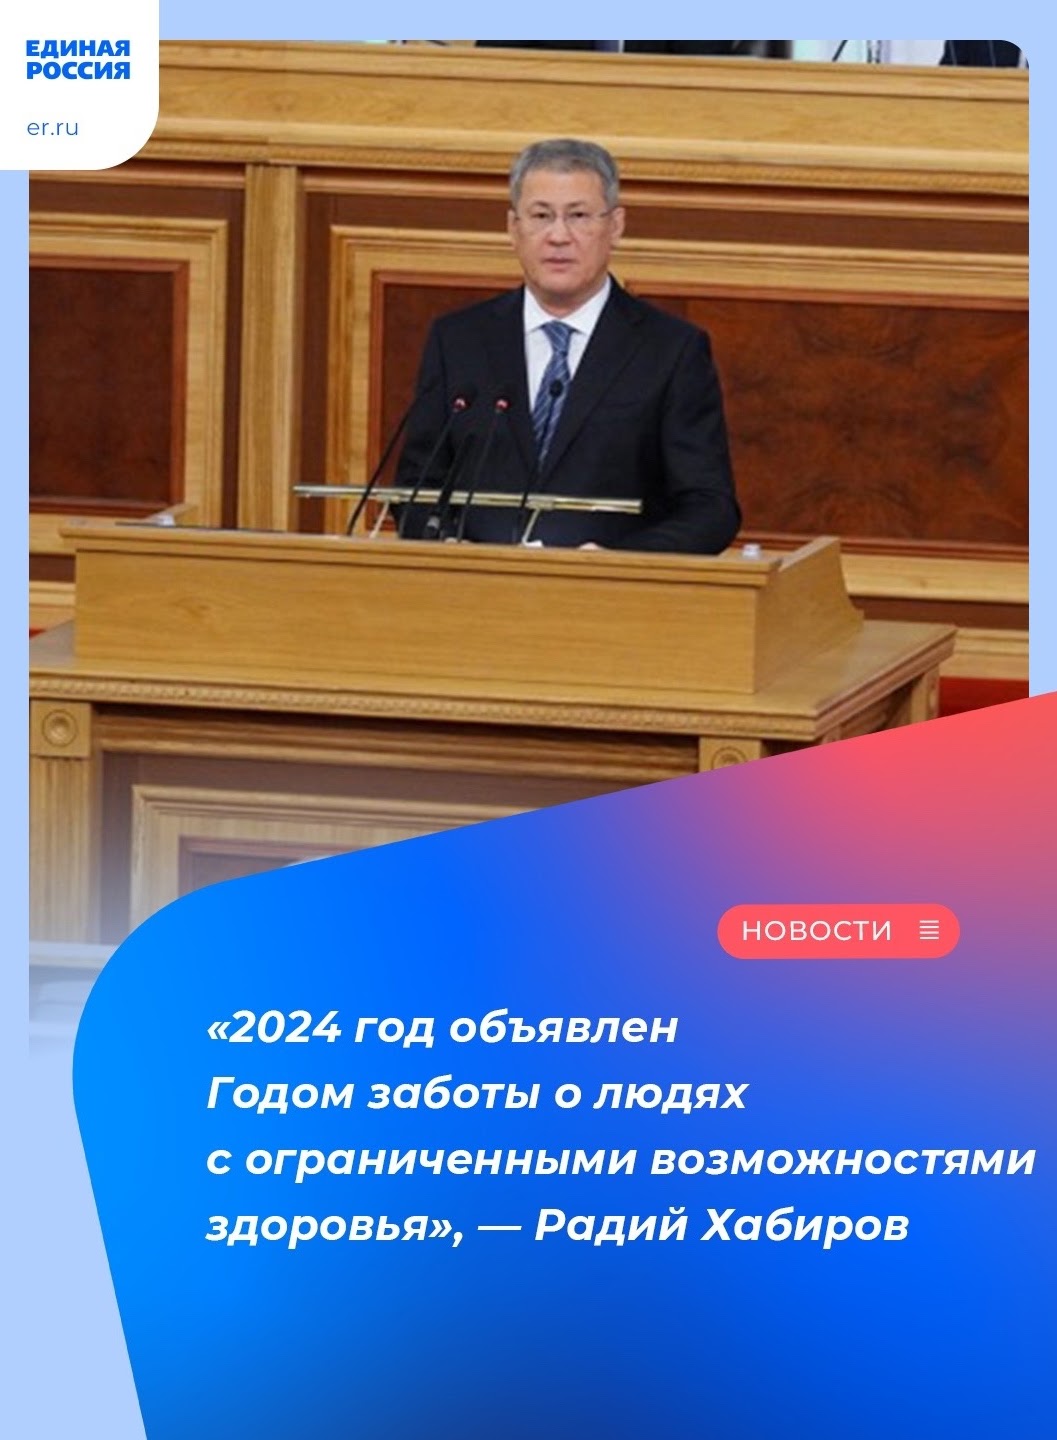 ЕДИНАЯ
РОССИЯ
er.ru
НОВОСТИ
«2024 год объявлен
Годом заботы о людях
с ограниченными возможностями
здоровья», — Радий Хабиров